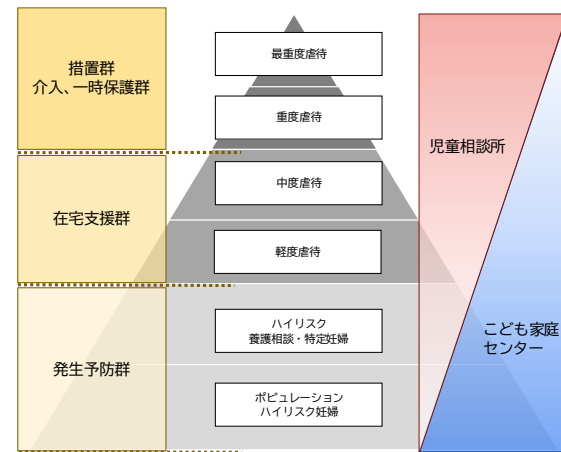 措置群
介入、一時保護群
在宅支援群
発生予防群
最重度虐待
重度虐待
中度虐待
軽度虐待
ハイリスク
養護相談・特定妊婦
ポピュレーション
ハイリスク妊婦
児童相談所
こども家庭
センター